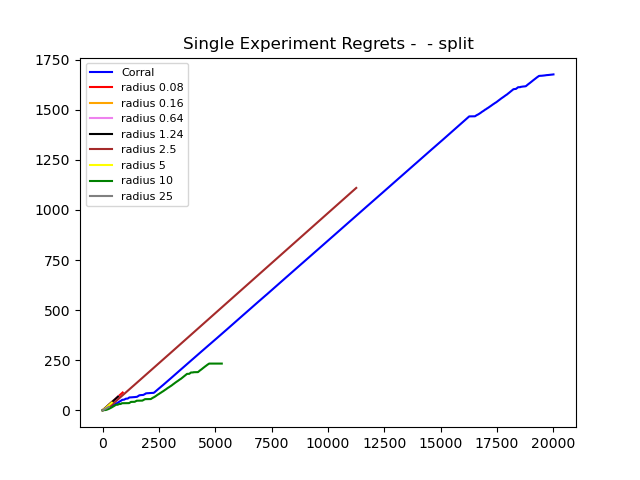 Single Experiment Regrets -  - split
1750
1500
1250
1000
750
500
250
0
Corral
radius 0.08
radius 0.16
radius 0.64
radius 1.24
radius 2.5
radius 5
radius 10
radius 25
0 2500 5000 7500 10000 12500 15000 17500 20000